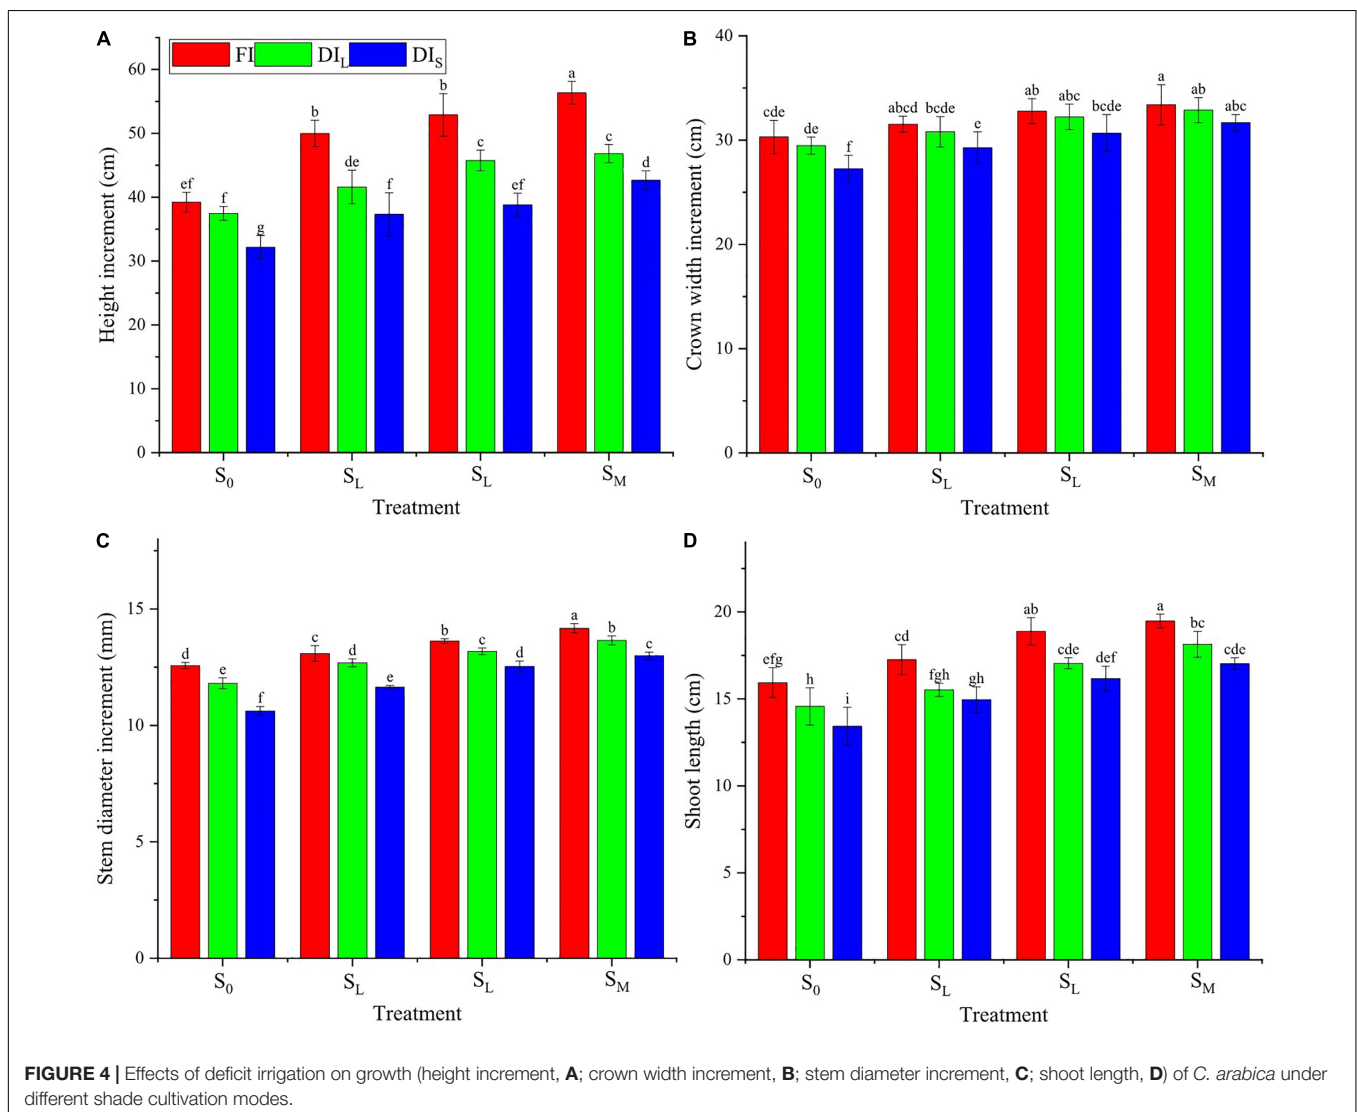 A
FI DI_L DI_S
60
50
40
30
20
10
0
Height increment (cm)
ef f g b de f b c ef a c d
S_0 S_L S_L S_M
Treatment
B
40
30
20
10
0
Crown width increment (cm)
cde de f abcd bcde e ab abc bcde a ab abc
S_0 S_L S_L S_M
Treatment
C
15
10
5
0
Stem diameter increment (mm)
d e f c d e b c d a b c
S_0 S_L S_L S_M
Treatment
D
20
15
10
5
0
Shoot length (cm)
efg h i cd fgh gh ab cde def a bc cde
S_0 S_L S_L S_M
Treatment
FIGURE 4 | Effects of deficit irrigation on growth (height increment, A; crown width increment, B; stem diameter increment, C; shoot length, D) of C. arabica under
different shade cultivation modes.